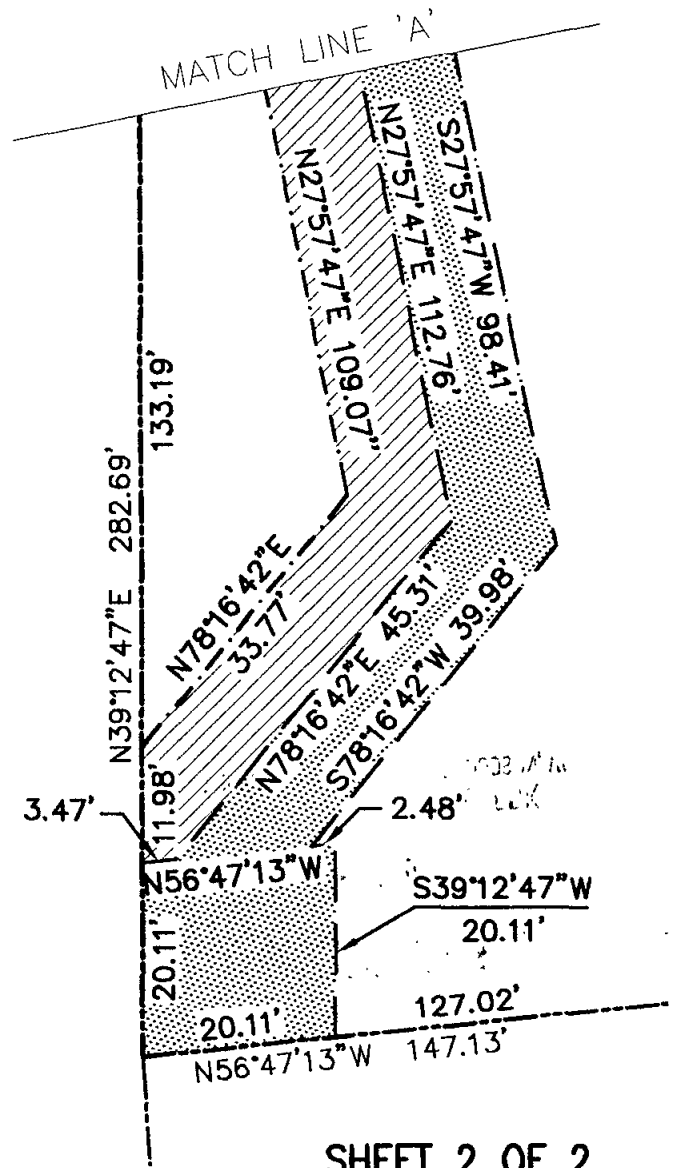 MATCH LINE 'A'
N27°57'47"E 109.07"
N27°57'47"E 112.76'
S27°57'47"W 98.41'
133.19'
N39°12'47"E 282.69'
N78°16'42"E
33.77'
N78°16'42"E 45.31'
S78°16'42"W 39.98'
11.98'
3.47'
2.48'
N56°47'13"W
S39°12'47"W
20.11'
20.11'
20.11'
127.02'
N56°47'13"W 147.13'
SHEET 2 OF 2